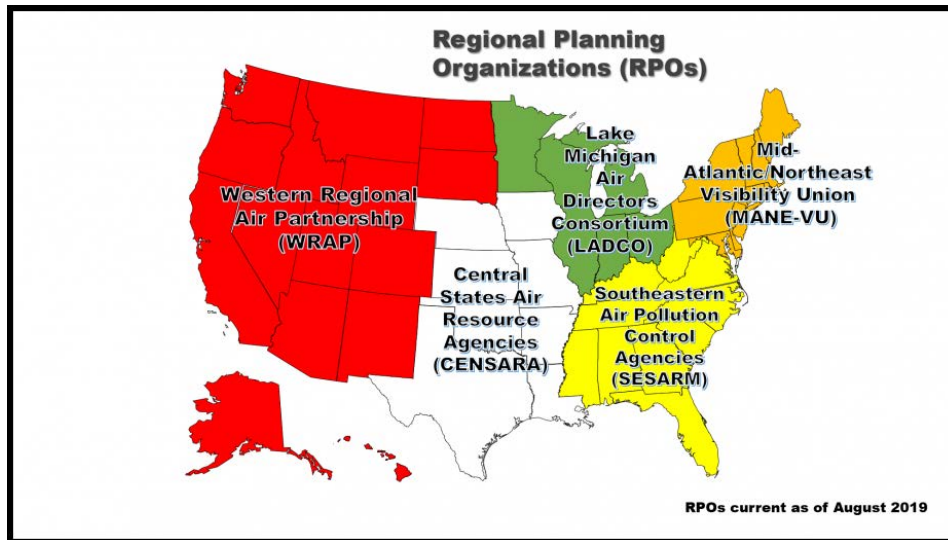 Regional Planning
Organizations (RPOs)
Lake
Michigan
Air
Directors
Consortium
(LADCO)
Mid-
Atlantic/Northeast
Visibility Union
(MANE-VU)
Western Regional
Air Partnership
(WRAP)
Central
States Air
Resource
Agencies
(CENSARA)
Southeastern
Air Pollution
Control
Agencies
(SESARM)
RPOs current as of August 2019